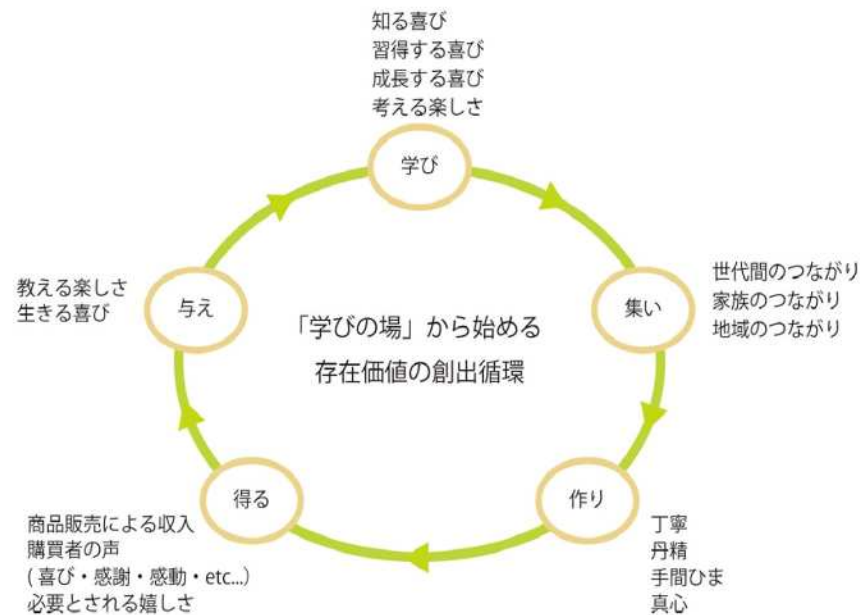 知る喜び
習得する喜び
成長する喜び
考える楽しさ
学び
世代間のつながり
家族のつながり
地域のつながり
集い
教える楽しさ
生きる喜び
与え
「学びの場」から始める
存在価値の創出循環
得る
作り
商品販売による収入
購買者の声
( 喜び・感謝・感動・etc...）
必要とされる嬉しさ
丁寧
丹精
手間ひま
真心